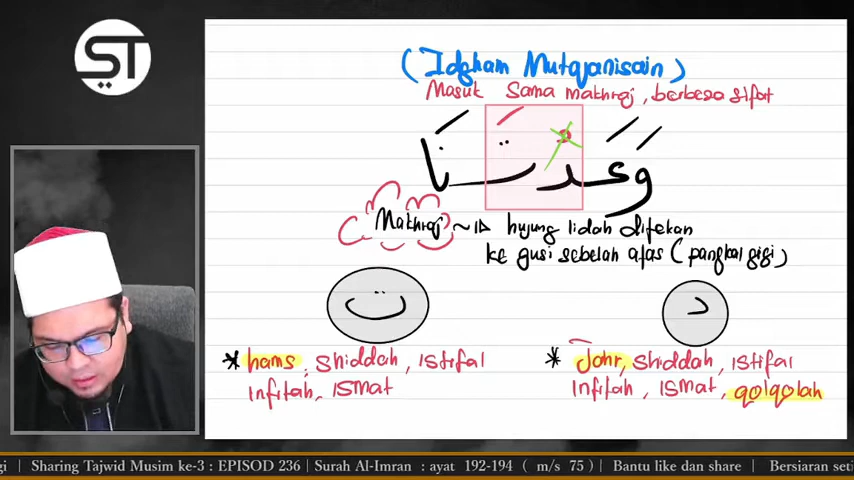 ST
(Idgham Mutajanisain)
Masuk Sama makhraj, berbeza sifat
وَعَدتَّنَا
Makhraj ~ hujung lidah ditekan
ke gusi sebelah atas (pangkal gigi)
ت
د
* hams, shiddah, istifal
infitah, ismat
* Jahr, shiddah, istifal
infitah, ismat, qolqolah
gi | Sharing Tajwid Musim ke-3 : EPISOD 236 | Surah Al-Imran : ayat 192-194 ( m/s 75) | Bantu like dan share | Bersiaran seti